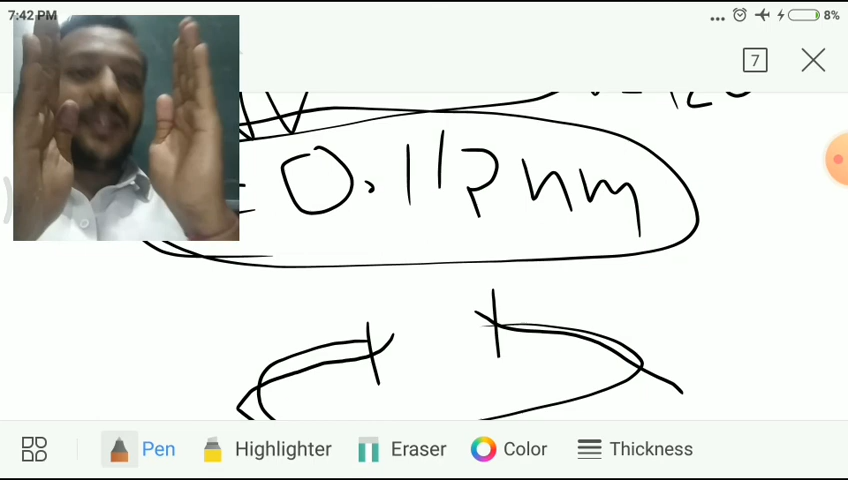 7:42 PM ... 8%
7
= 0.112 nm
Pen Highlighter Eraser Color Thickness